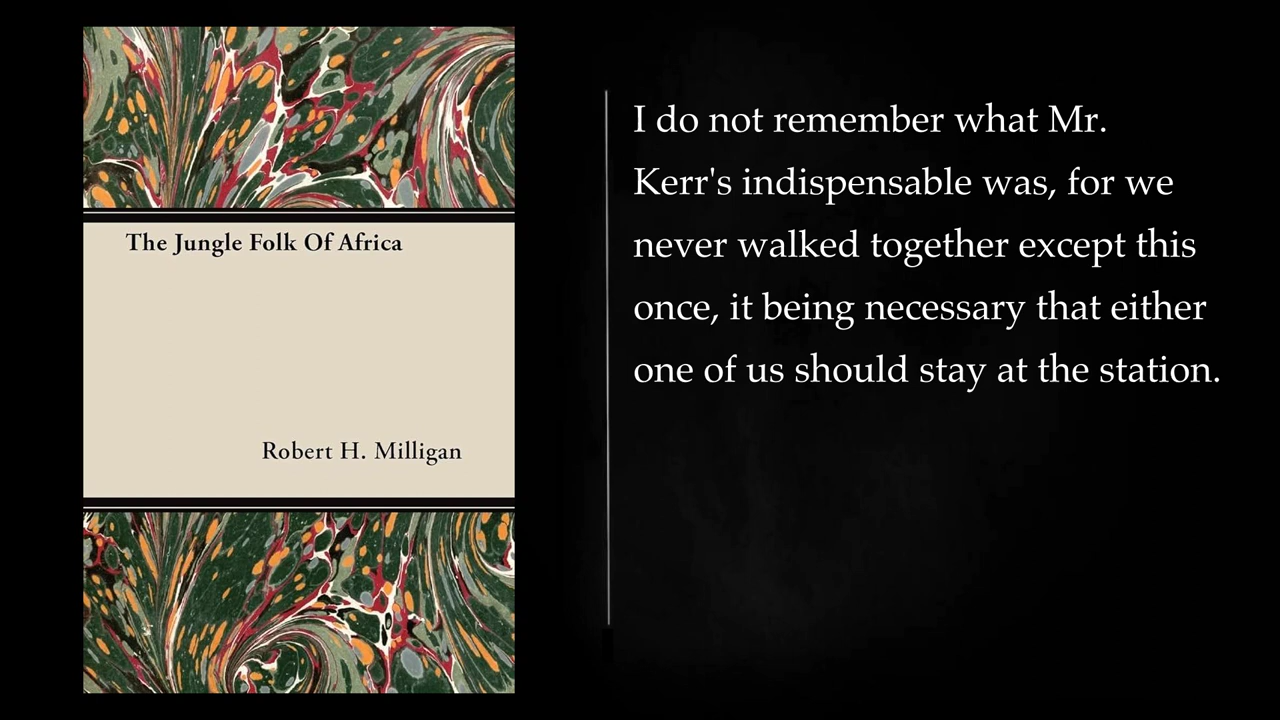 The Jungle Folk Of Africa
Robert H. Milligan
I do not remember what Mr.
Kerr's indispensable was, for we
never walked together except this
once, it being necessary that either
one of us should stay at the station.